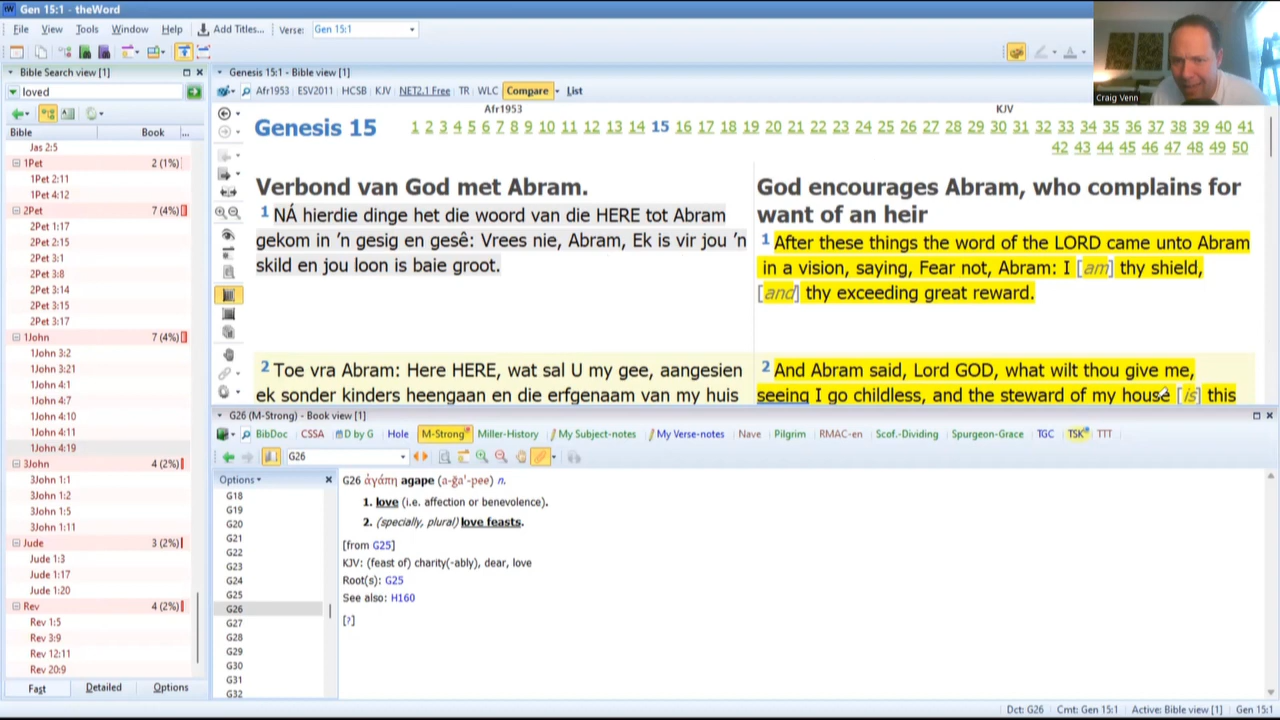 Gen 15:1 - theWord
File View Tools Window Help Add Titles... Verse: Gen 15:1
Craig Venn
Bible Search view [1]
loved
Bible Book ...
Jas 2:5
1Pet 2 (1%)
1Pet 2:11
1Pet 4:12
2Pet 7 (4%)
2Pet 1:17
2Pet 2:15
2Pet 3:1
2Pet 3:8
2Pet 3:14
2Pet 3:15
2Pet 3:17
1John 7 (4%)
1John 3:2
1John 3:21
1John 4:1
1John 4:7
1John 4:10
1John 4:11
1John 4:19
3John 4 (2%)
3John 1:1
3John 1:2
3John 1:5
3John 1:11
Jude 3 (2%)
Jude 1:3
Jude 1:17
Jude 1:20
Rev 4 (2%)
Rev 1:5
Rev 3:9
Rev 12:11
Rev 20:9
Fast Detailed Options
Genesis 15:1 - Bible view [1]
Afr1953 ESV2011 HCSB KJV NET2.1 Free TR WLC Compare List
Afr1953 KJV
Genesis 15 1 2 3 4 5 6 7 8 9 10 11 12 13 14 15 16 17 18 19 20 21 22 23 24 25 26 27 28 29 30 31 32 33 34 35 36 37 38 39 40 41
42 43 44 45 46 47 48 49 50
Verbond van God met Abram.
1 NÁ hierdie dinge het die woord van die HERE tot Abram
gekom in ’n gesig en gesê: Vrees nie, Abram, Ek is vir jou ’n
skild en jou loon is baie groot.
2 Toe vra Abram: Here HERE, wat sal U my gee, aangesien
ek sonder kinders heengaan en die erfgenaam van my huis
God encourages Abram, who complains for
want of an heir
1 After these things the word of the LORD came unto Abram
in a vision, saying, Fear not, Abram: I [am] thy shield,
[and] thy exceeding great reward.
2 And Abram said, Lord GOD, what wilt thou give me,
seeing I go childless, and the steward of my house [is] this
G26 (M-Strong) - Book view [1]
BibDoc CSSA D by G Hole M-Strong Miller-History My Subject-notes My Verse-notes Nave Pilgrim RMAC-en Scof.-Dividing Spurgeon-Grace TGC TSK TTT
G26
Options
G18
G19
G20
G21
G22
G23
G24
G25
G26
G27
G28
G29
G30
G31
G32
G26 ἀγάπη agape (a-ğa'-pee) n.
1. love (i.e. affection or benevolence).
2. (specially, plural) love feasts.
[from G25]
KJV: (feast of) charity(-ably), dear, love
Root(s): G25
See also: H160
[?]
Dct: G26 Cmt: Gen 15:1 Active: Bible view [1] Gen 15:1